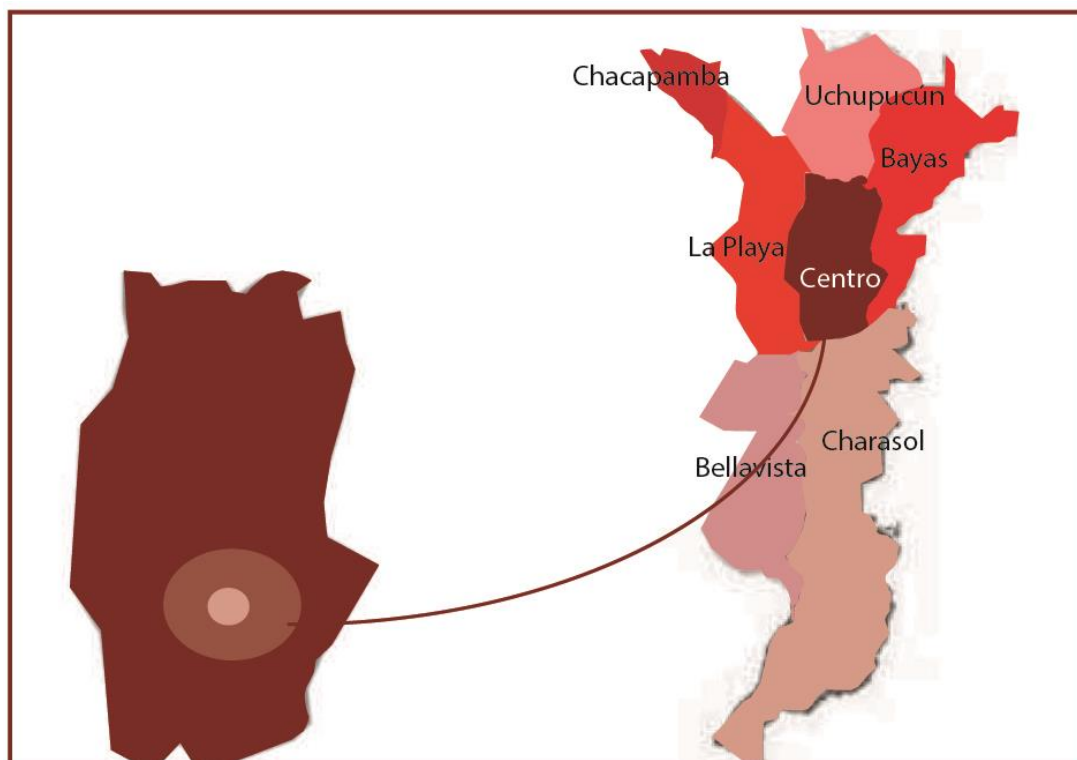 Chacapamba
Uchupucún
Bayas
La Playa
Centro
Charasol
Bellavista